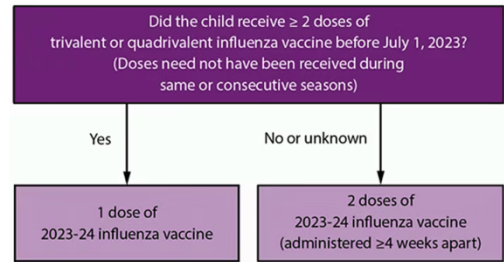 Did the child receive ≥ 2 doses of
trivalent or quadrivalent influenza vaccine before July 1, 2023?
(Doses need not have been received during
same or consecutive seasons)
Yes
No or unknown
1 dose of
2023-24 influenza vaccine
2 doses of
2023-24 influenza vaccine
(administered ≥4 weeks apart)